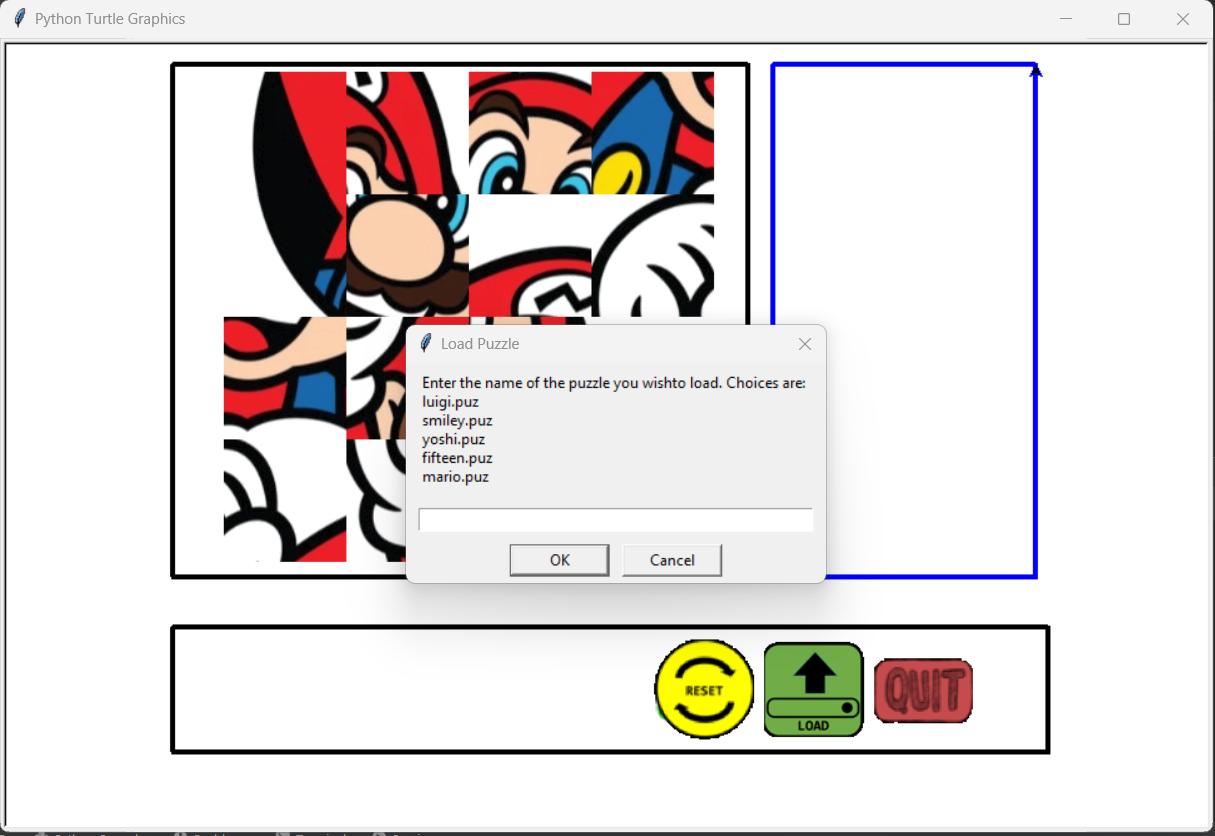 Python Turtle Graphics
Load Puzzle
Enter the name of the puzzle you wishto load. Choices are:
luigi.puz
smiley.puz
yoshi.puz
fifteen.puz
mario.puz
OK
Cancel
RESET
LOAD
QUIT